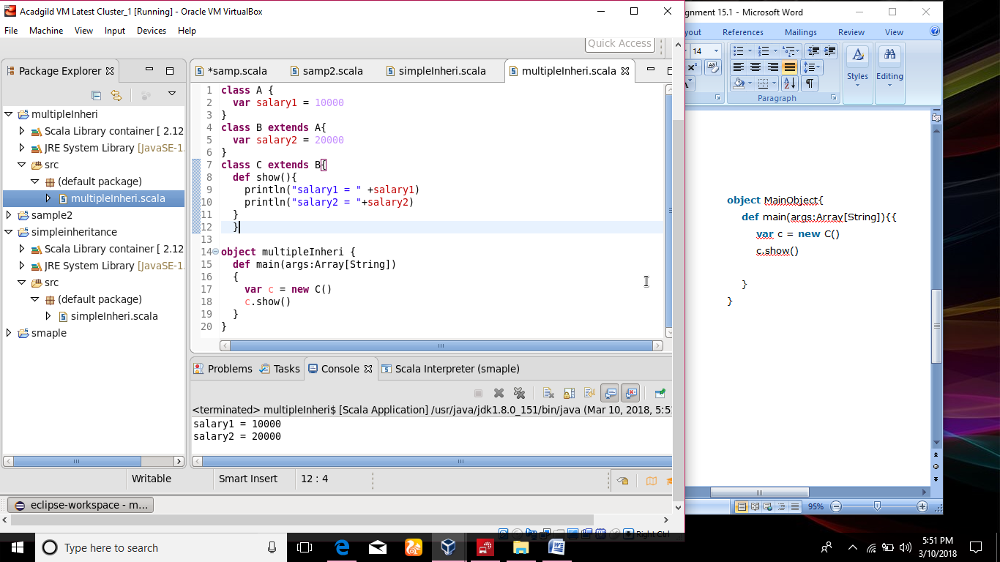 Acadgild VM Latest Cluster_1 [Running] - Oracle VM VirtualBox
File Machine View Input Devices Help
Quick Access
Package Explorer
multipleInheri
Scala Library container [ 2.12
JRE System Library [JavaSE-1.
src
(default package)
multipleInheri.scala
sample2
simpleinheritance
Scala Library container [ 2.12
JRE System Library [JavaSE-1.
src
(default package)
simpleInheri.scala
smaple
*samp.scala samp2.scala simpleInheri.scala multipleInheri.scala
1 class A {
2 var salary1 = 10000
3 }
4 class B extends A{
5 var salary2 = 20000
6 }
7 class C extends B{
8 def show(){
9 println("salary1 = " +salary1)
10 println("salary2 = "+salary2)
11 }
12 }
13
14 object multipleInheri {
15 def main(args:Array[String])
16 {
17 var c = new C()
18 c.show()
19 }
20 }
Problems Tasks Console Scala Interpreter (smaple)
<terminated> multipleInheri$ [Scala Application] /usr/java/jdk1.8.0_151/bin/java (Mar 10, 2018, 5:5
salary1 = 10000
salary2 = 20000
Writable Smart Insert 12 : 4
eclipse-workspace - m...
Right Ctrl
gnment 15.1 - Microsoft Word
yout References Mailings Review View
14
Styles Editing
Paragraph
object MainObject{
def main(args:Array[String]){{
var c = new C()
c.show()
}
}
95%
Type here to search
5:51 PM
3/10/2018